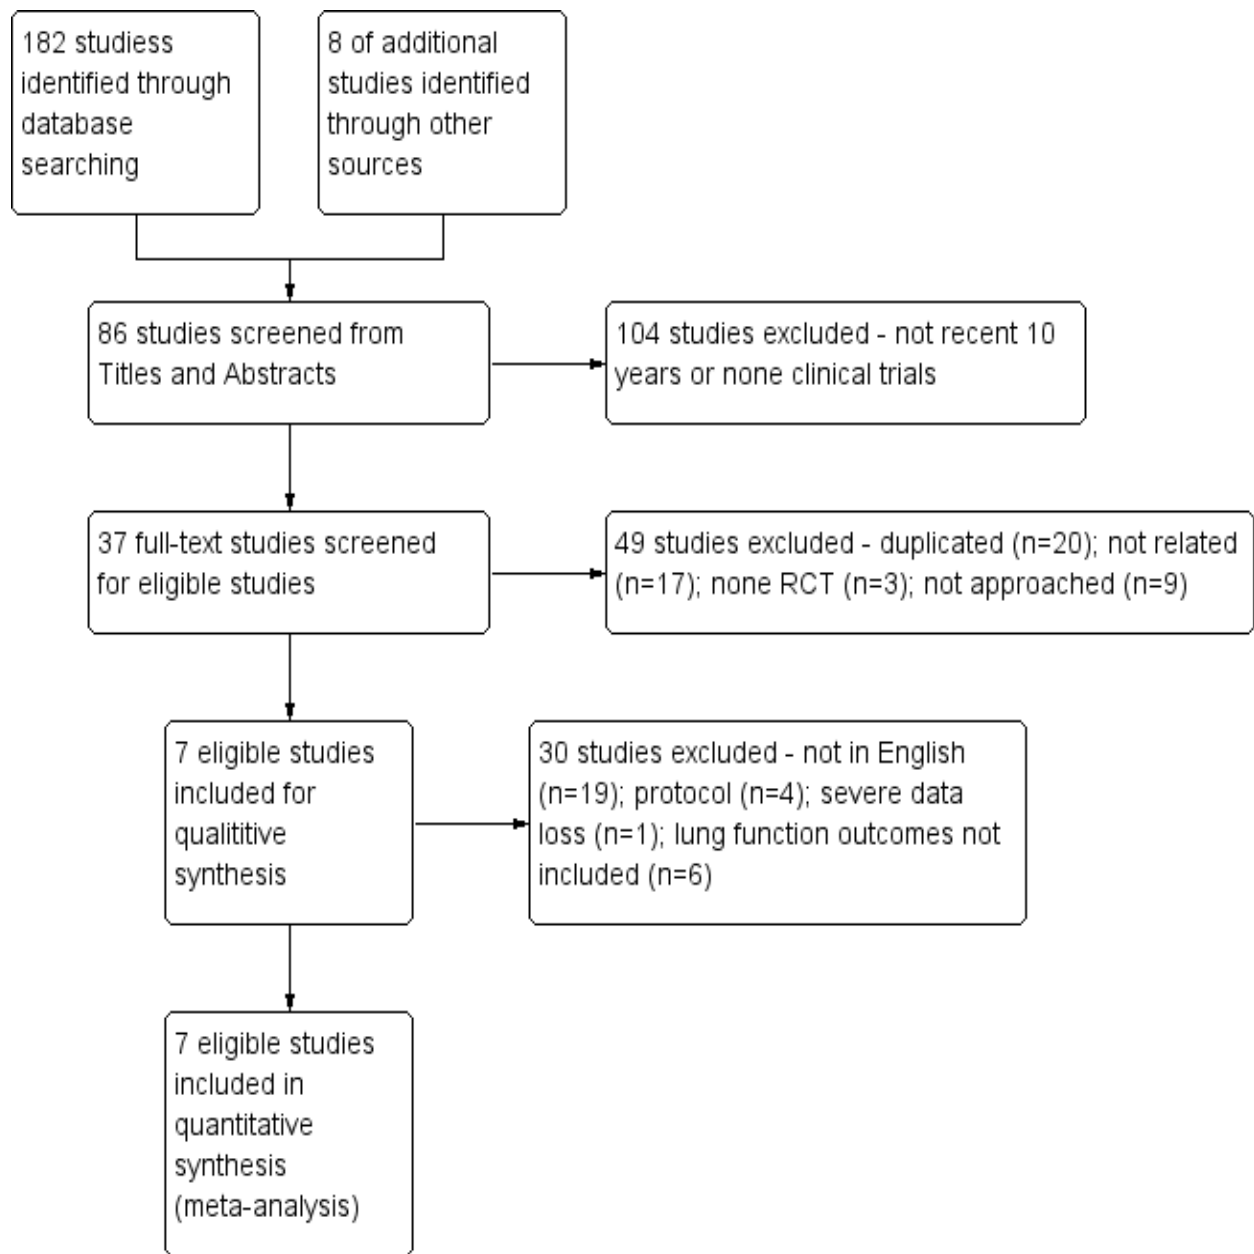 182 studiess
identified through
database
searching
8 of additional
studies identified
through other
sources
86 studies screened from
Titles and Abstracts
104 studies excluded - not recent 10
years or none clinical trials
37 full-text studies screened
for eligible studies
49 studies excluded - duplicated (n=20); not related
(n=17); none RCT (n=3); not approached (n=9)
7 eligible studies
included for
qualititive
synthesis
30 studies excluded - not in English
(n=19); protocol (n=4); severe data
loss (n=1); lung function outcomes not
included (n=6)
7 eligible studies
included in
quantitative
synthesis
(meta-analysis)